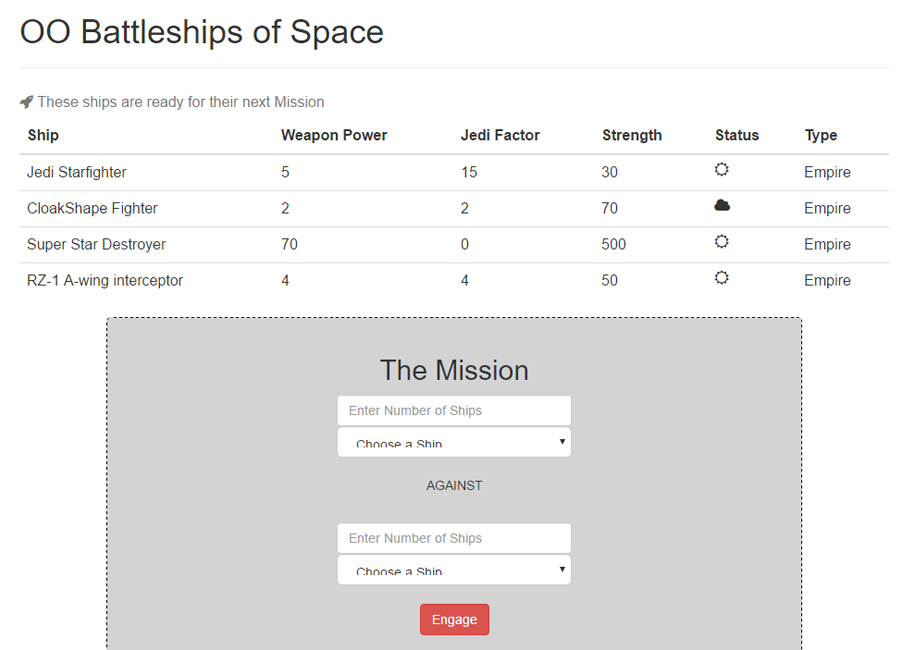 OO Battleships of Space
These ships are ready for their next Mission
Ship Weapon Power Jedi Factor Strength Status Type
Jedi Starfighter 5 15 30 Empire
CloakShape Fighter 2 2 70 Empire
Super Star Destroyer 70 0 500 Empire
RZ-1 A-wing interceptor 4 4 50 Empire
The Mission
Enter Number of Ships
Choose a Ship
AGAINST
Enter Number of Ships
Choose a Ship
Engage